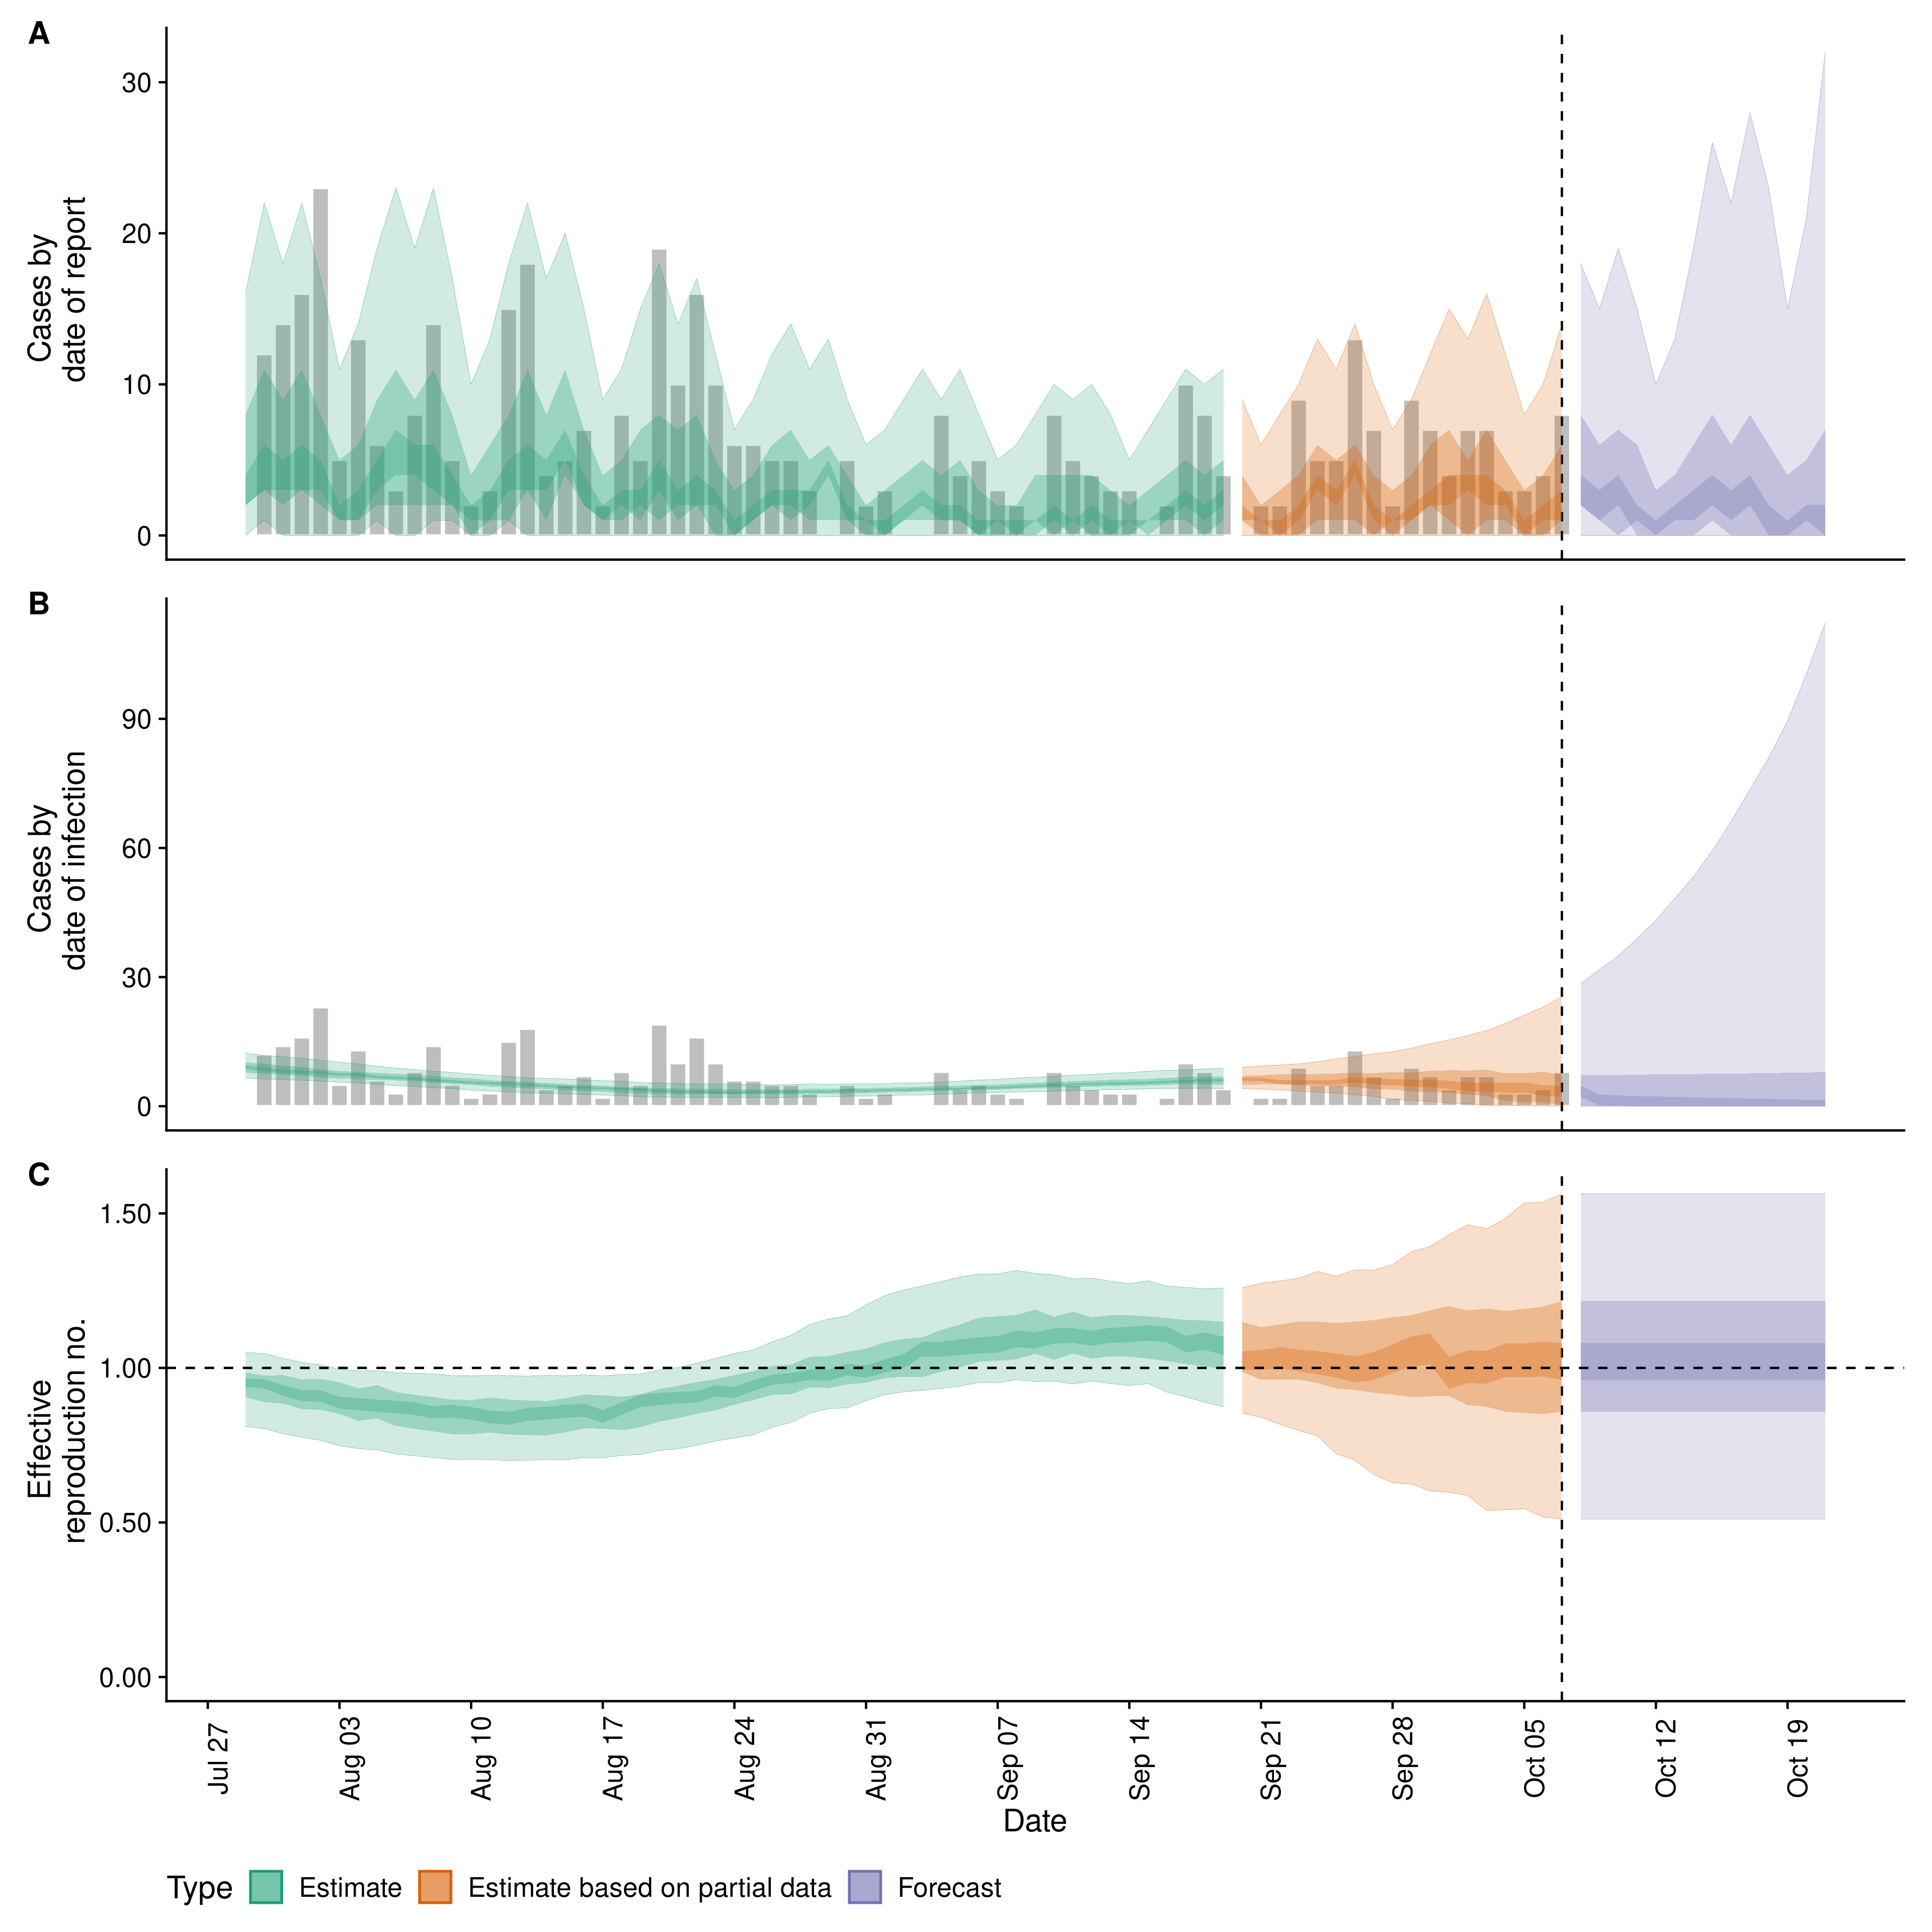 A
Cases by
date of report
30
20
10
0
B
Cases by
date of infection
90
60
30
0
C
Effective
reproduction no.
1.50
1.00
0.50
0.00
Jul 27
Aug 03
Aug 10
Aug 17
Aug 24
Aug 31
Sep 07
Sep 14
Sep 21
Sep 28
Oct 05
Oct 12
Oct 19
Date
Type Estimate Estimate based on partial data Forecast